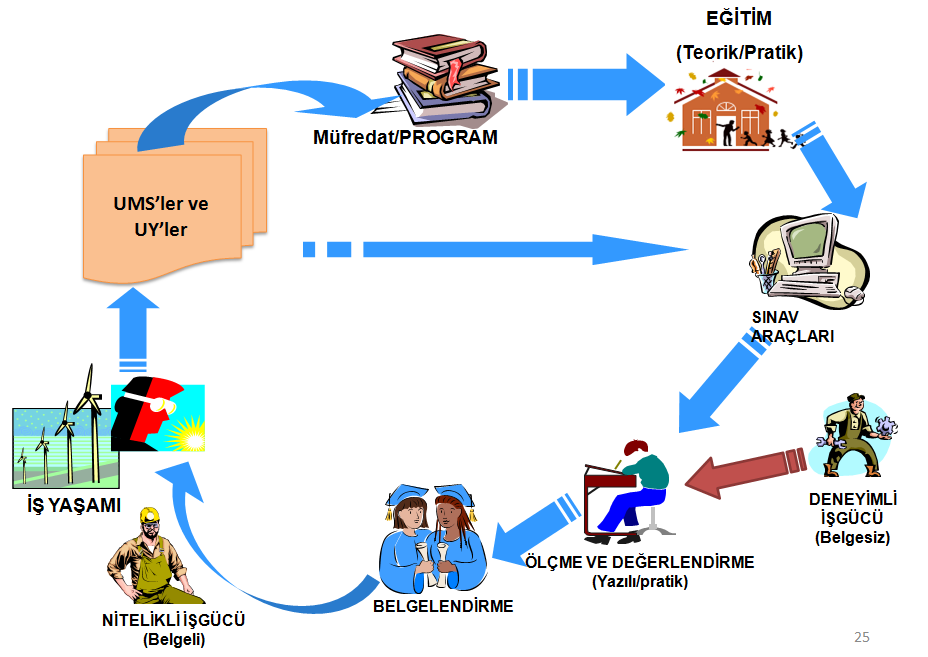 EĞİTİM
(Teorik/Pratik)
Müfredat/PROGRAM
UMS'ler ve
UY'ler
SINAV
ARAÇLARI
DENEYİMLİ
İŞGÜCÜ
(Belgesiz)
İŞ YAŞAMI
ÖLÇME VE DEĞERLENDİRME
(Yazılı/pratik)
BELGELENDİRME
NİTELİKLİ İŞGÜCÜ
(Belgeli)
25